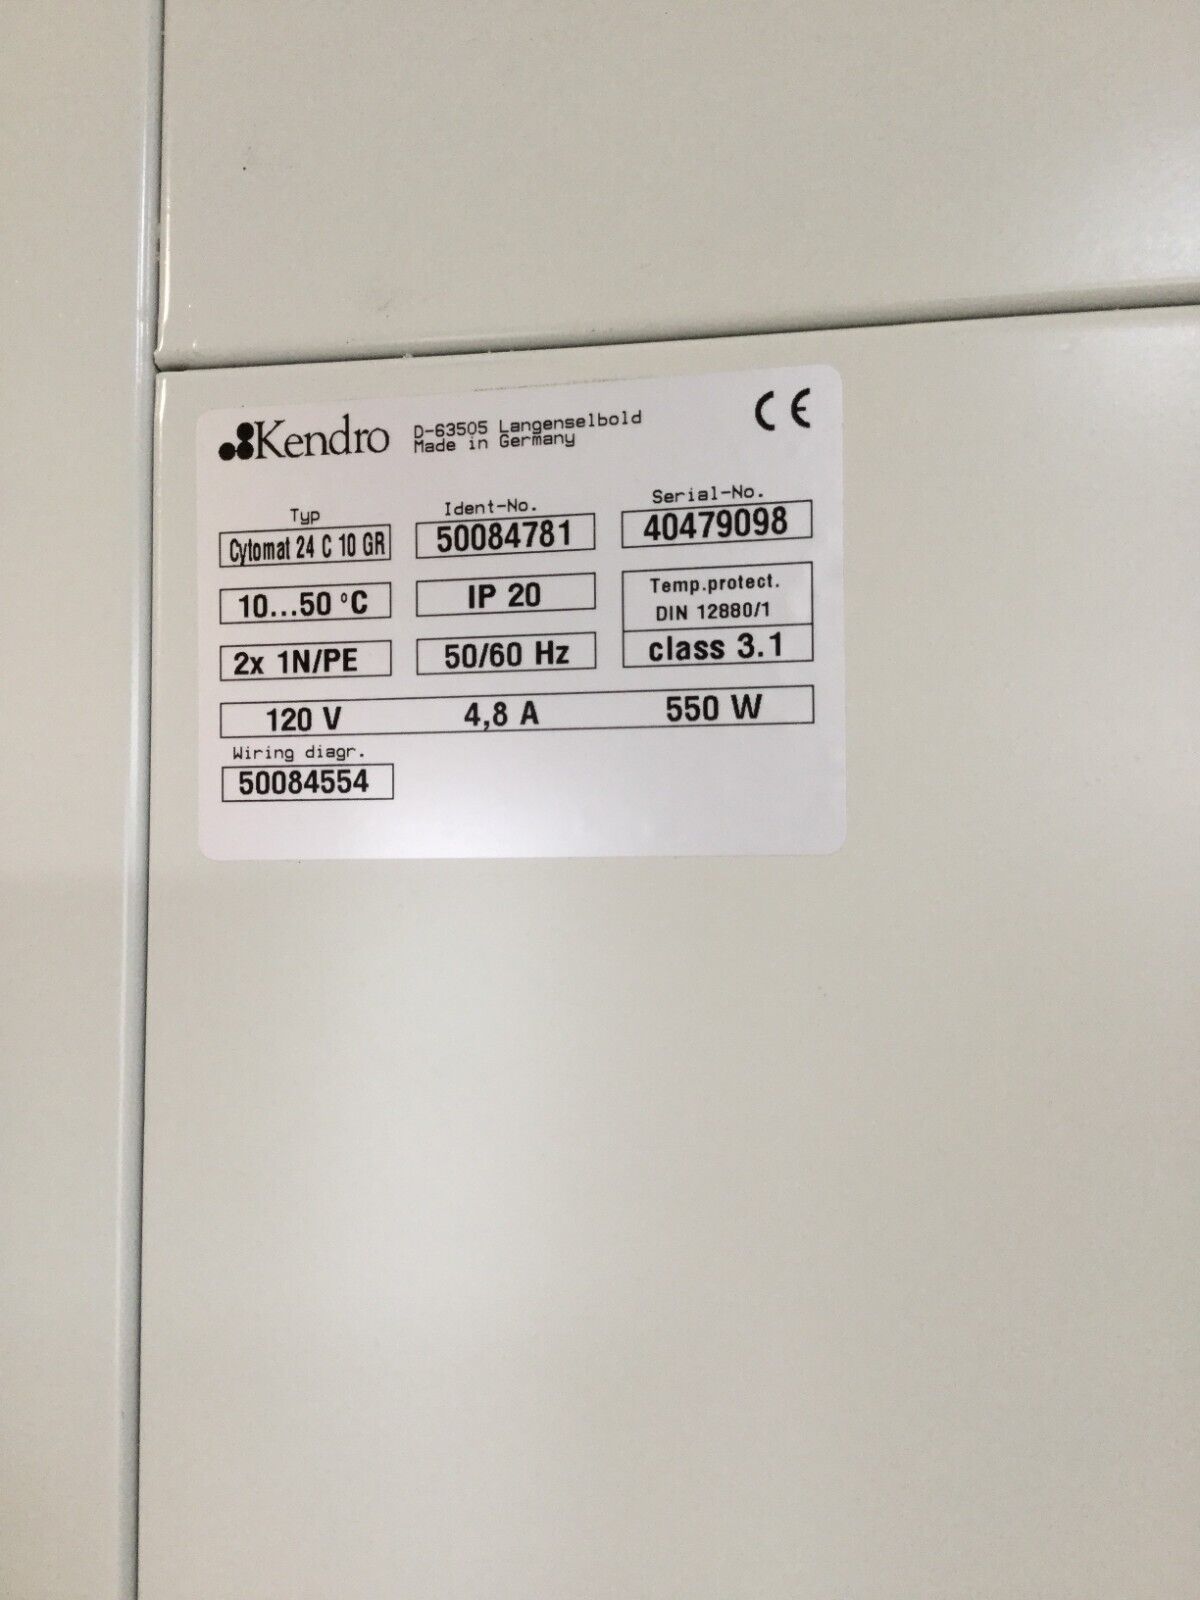 Kendro D-63505 Langenselbold
Made in Germany
CE
Typ Ident-No. Serial-No.
Cytomat 24 C 10 GR 50084781 40479098
10...50 °C IP 20 Temp.protect.
DIN 12880/1
2x 1N/PE 50/60 Hz class 3.1
120 V 4,8 A 550 W
Wiring diagr.
50084554